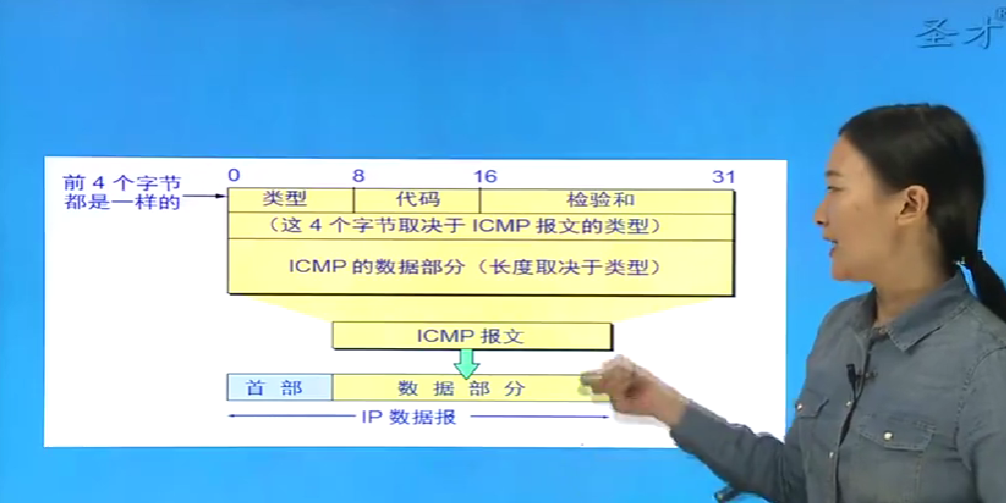 圣才®
0 8 16 31
前 4 个字节
都是一样的
类型 代码 检验和
(这 4 个字节取决于 ICMP 报文的类型)
ICMP 的数据部分(长度取决于类型)
ICMP 报文
首 部 数 据 部 分
IP 数据报